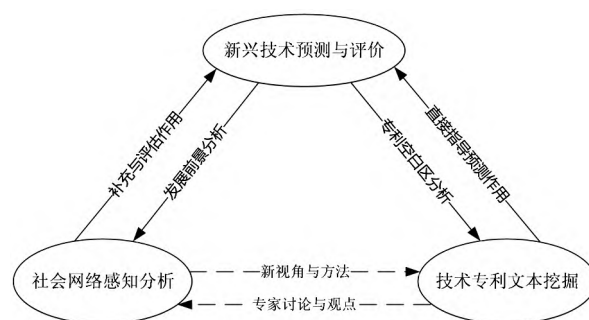 新兴技术预测与评价
补充与评估作用
发展前景分析
专利空白区分析
直接指导预测作用
社会网络感知分析
新视角与方法
技术专利文本挖掘
专家讨论与观点